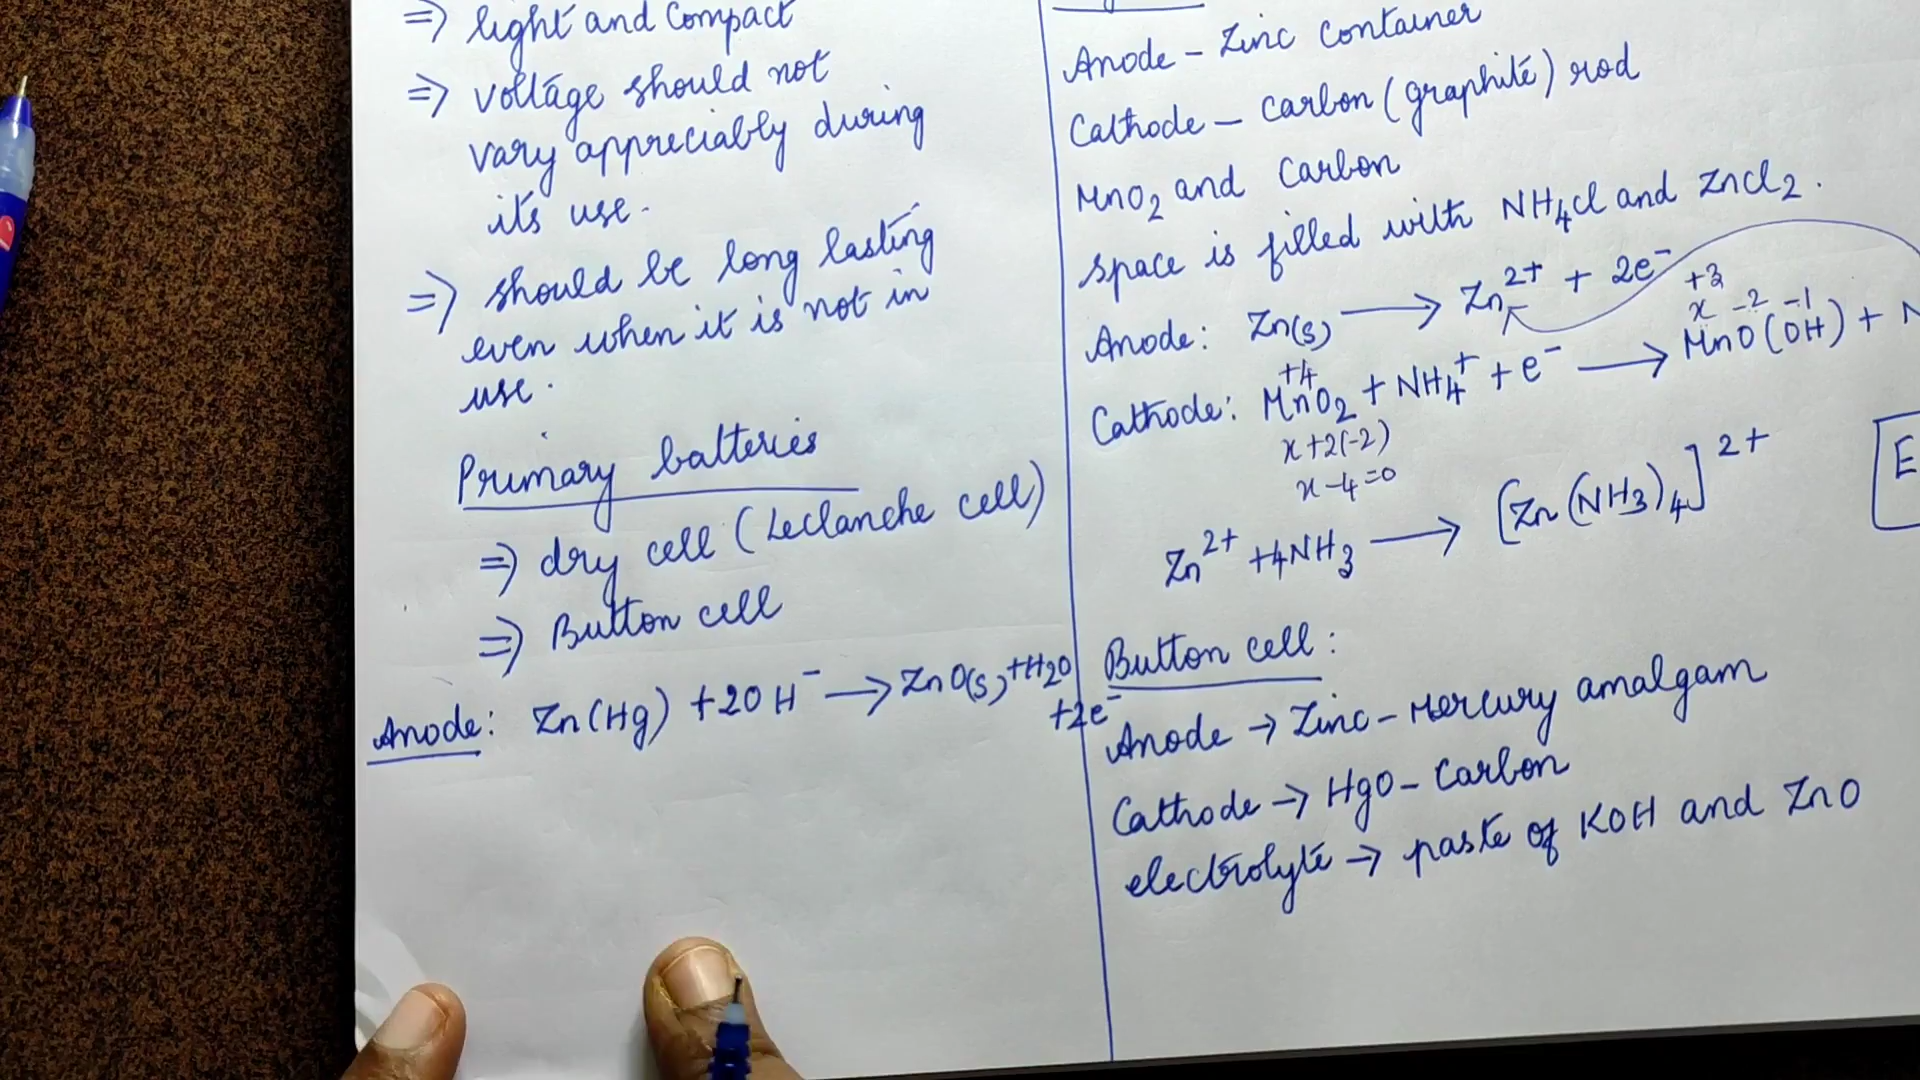 => light and Compact
=> voltage should not
vary appreciably during
its use.
=> should be long lasting
even when it is not in
use.
Primary batteries
=> dry cell (Leclanche cell)
=> Button cell
Anode: Zn(Hg) + 2OH⁻ → ZnO(s) + H₂O
+2e⁻
Anode - Zinc container
Cathode - Carbon (graphite) rod
MnO₂ and Carbon
space is filled with NH₄Cl and ZnCl₂.
Anode: Zn(s) → Zn²⁺ + 2e⁻
+3
x -2 -1
+4
Cathode: MnO₂ + NH₄⁺ + e⁻ → MnO(OH) + N
x+2(-2)
x-4=0
Zn²⁺ + 4NH₃ → [Zn(NH₃)₄]²⁺
E
Button cell:
Anode → Zinc-Mercury amalgam
Cathode → HgO-Carbon
electrolyte → paste of KOH and ZnO